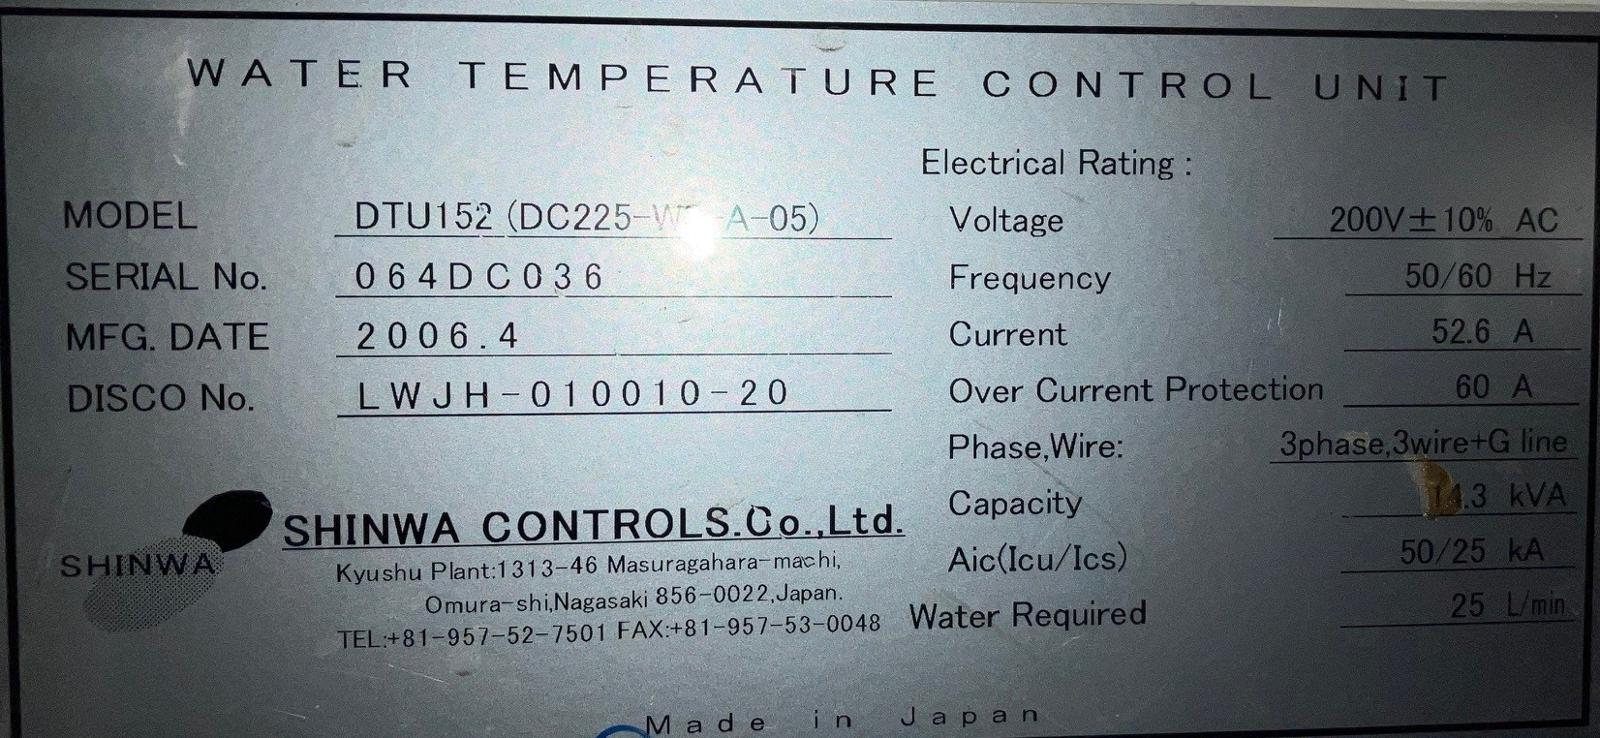 WATER TEMPERATURE CONTROL UNIT
MODEL DTU152 (DC225-W A-05)
SERIAL No. 064DC036
MFG. DATE 2006.4
DISCO No. LWJH-010010-20
SHINWA
SHINWA CONTROLS.Co.,Ltd.
Kyushu Plant:1313-46 Masuragahara-machi,
Omura-shi,Nagasaki 856-0022,Japan.
TEL:+81-957-52-7501 FAX:+81-957-53-0048
Electrical Rating :
Voltage 200V±10% AC
Frequency 50/60 Hz
Current 52.6 A
Over Current Protection 60 A
Phase,Wire: 3phase,3wire+G line
Capacity 14.3 kVA
Aic(Icu/Ics) 50/25 kA
Water Required 25 L/min
Made in Japan